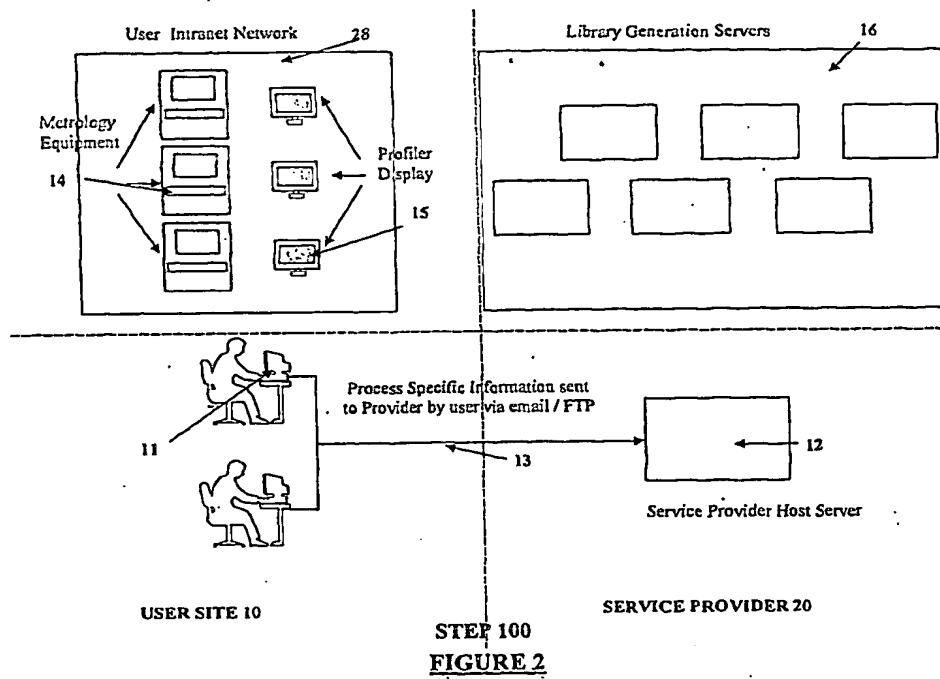 User Intranet Network
28
Library Generation Servers
16
Metrology
Equipment
14
Profiler
Display
15
Process Specific Information sent
to Provider by user via email / FTP
11
13
12
Service Provider Host Server
USER SITE 10
SERVICE PROVIDER 20
STEP 100
FIGURE 2